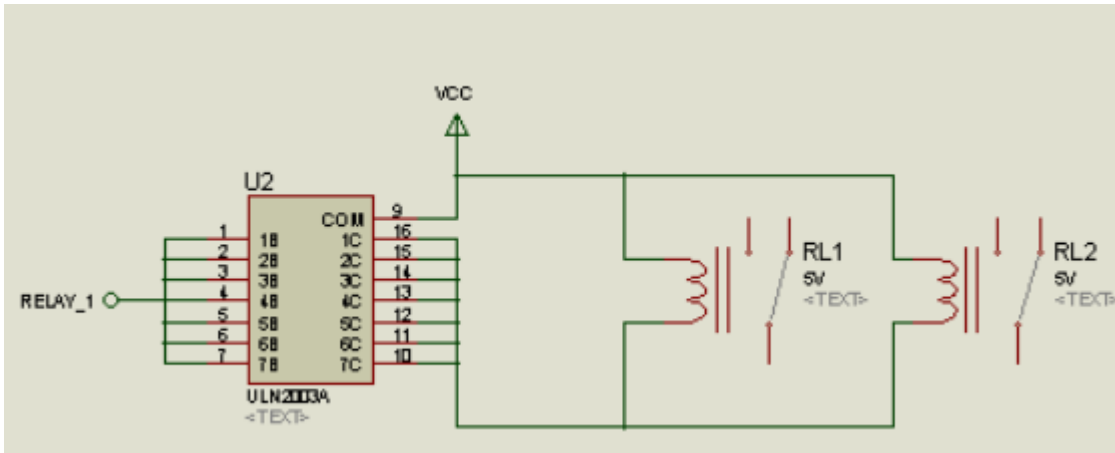 VCC
U2
COM 9
1 1B 1C 16
2 2B 2C 15
3 3B 3C 14
RELAY_1 4 4B 4C 13
5 5B 5C 12
6 6B 6C 11
7 7B 7C 10
ULN2003A
<TEXT>
RL1
5V
<TEXT>
RL2
5V
<TEXT>